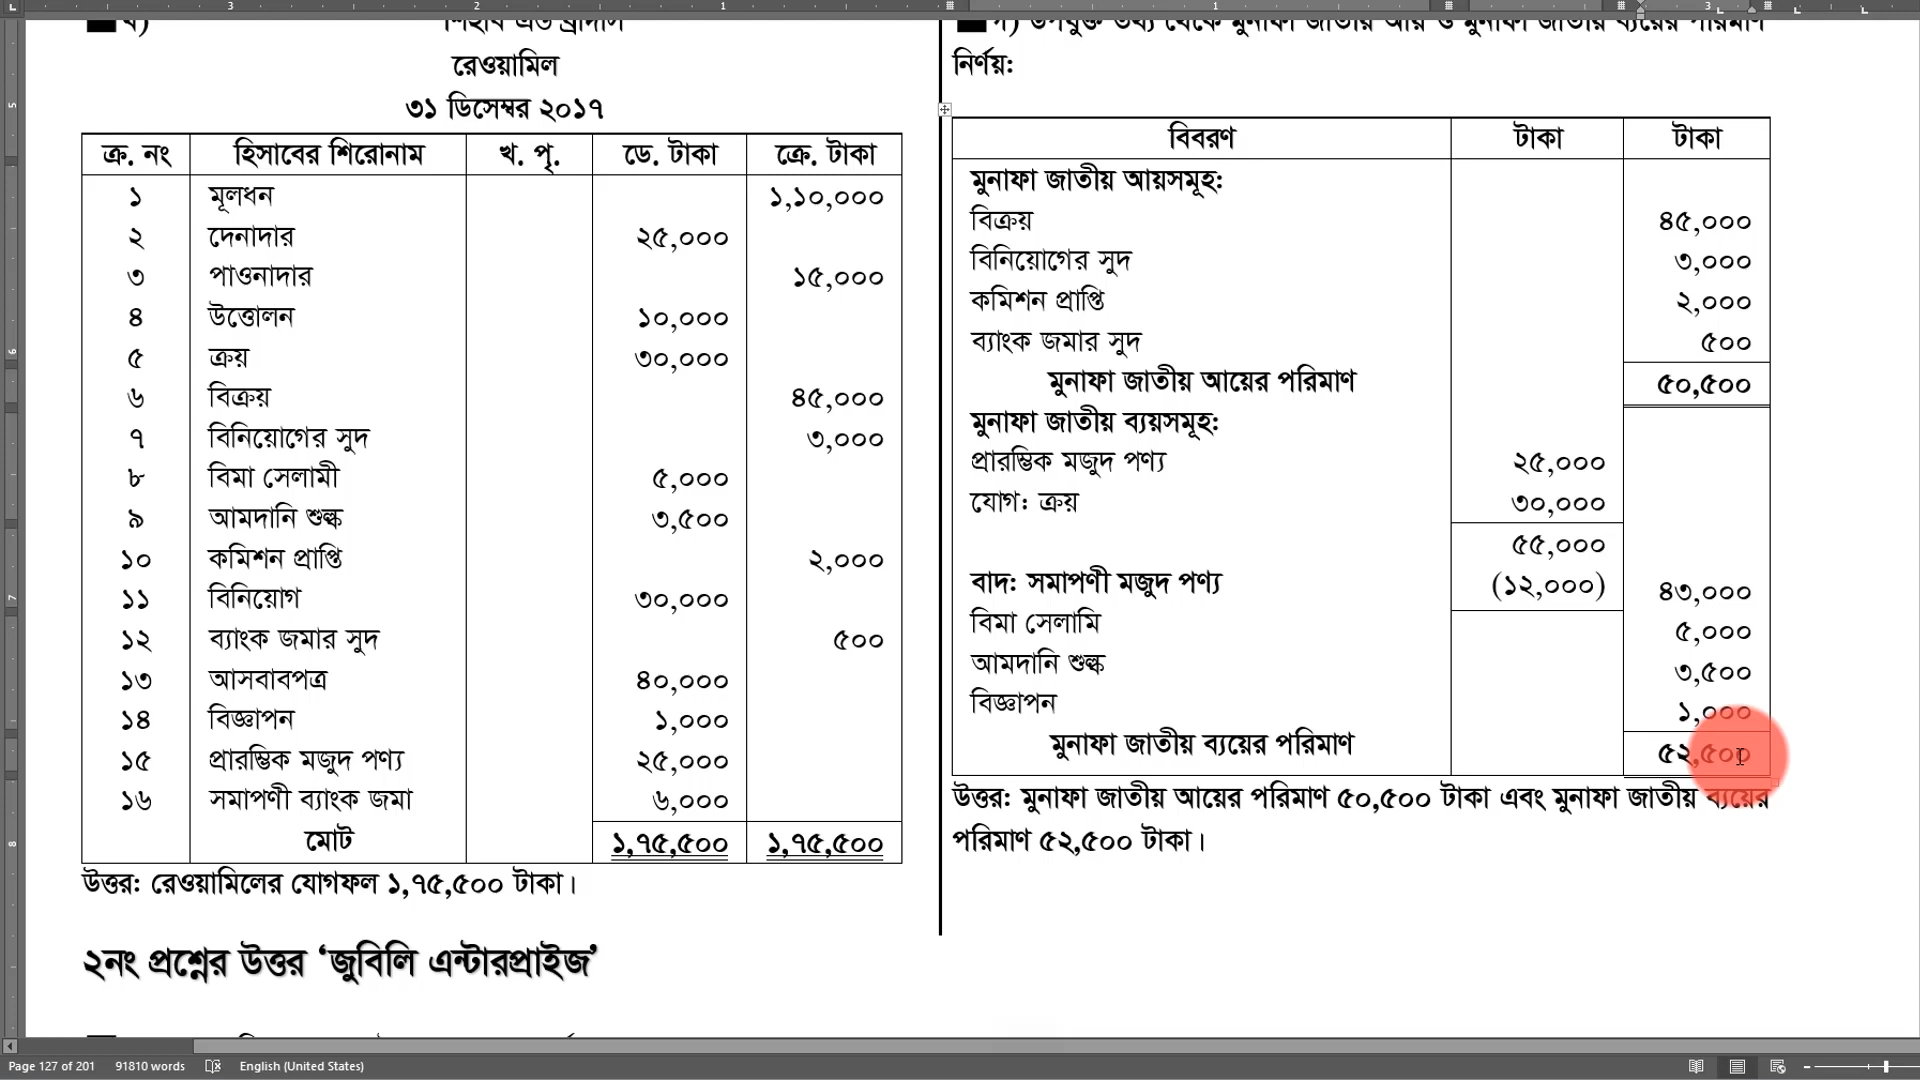 রেওয়ামিল
৩১ ডিসেম্বর ২০১৭
ক্র. নং হিসাবের শিরোনাম খ. পৃ. ডে. টাকা ক্রে. টাকা
১ মূলধন ১,১০,০০০
২ দেনাদার ২৫,০০০
৩ পাওনাদার ১৫,০০০
৪ উত্তোলন ১০,০০০
৫ ক্রয় ৩০,০০০
৬ বিক্রয় ৪৫,০০০
৭ বিনিয়োগের সুদ ৩,০০০
৮ বিমা সেলামী ৫,০০০
৯ আমদানি শুল্ক ৩,৫০০
১০ কমিশন প্রাপ্তি ২,০০০
১১ বিনিয়োগ ৩০,০০০
১২ ব্যাংক জমার সুদ ৫০০
১৩ আসবাবপত্র ৪০,০০০
১৪ বিজ্ঞাপন ১,০০০
১৫ প্রারম্ভিক মজুদ পণ্য ২৫,০০০
১৬ সমাপণী ব্যাংক জমা ৬,০০০
মোট ১,৭৫,৫০০ ১,৭৫,৫০০
উত্তর: রেওয়ামিলের যোগফল ১,৭৫,৫০০ টাকা।
২নং প্রশ্নের উত্তর ‘জুবিলি এন্টারপ্রাইজ’
গ) উপযুক্ত তথ্য থেকে মুনাফা জাতীয় আয় ও মুনাফা জাতীয় ব্যয়ের পরিমাণ
নির্ণয়:
বিবরণ টাকা টাকা
মুনাফা জাতীয় আয়সমূহ:
বিক্রয় ৪৫,০০০
বিনিয়োগের সুদ ৩,০০০
কমিশন প্রাপ্তি ২,০০০
ব্যাংক জমার সুদ ৫০০
মুনাফা জাতীয় আয়ের পরিমাণ ৫০,৫০০
মুনাফা জাতীয় ব্যয়সমূহ:
প্রারম্ভিক মজুদ পণ্য ২৫,০০০
যোগ: ক্রয় ৩০,০০০
৫৫,০০০
বাদ: সমাপণী মজুদ পণ্য (১২,০০০) ৪৩,০০০
বিমা সেলামি ৫,০০০
আমদানি শুল্ক ৩,৫০০
বিজ্ঞাপন ১,০০০
মুনাফা জাতীয় ব্যয়ের পরিমাণ ৫২,৫০০
উত্তর: মুনাফা জাতীয় আয়ের পরিমাণ ৫০,৫০০ টাকা এবং মুনাফা জাতীয় ব্যয়ের
পরিমাণ ৫২,৫০০ টাকা।
Page 127 of 201 91810 words English (United States)